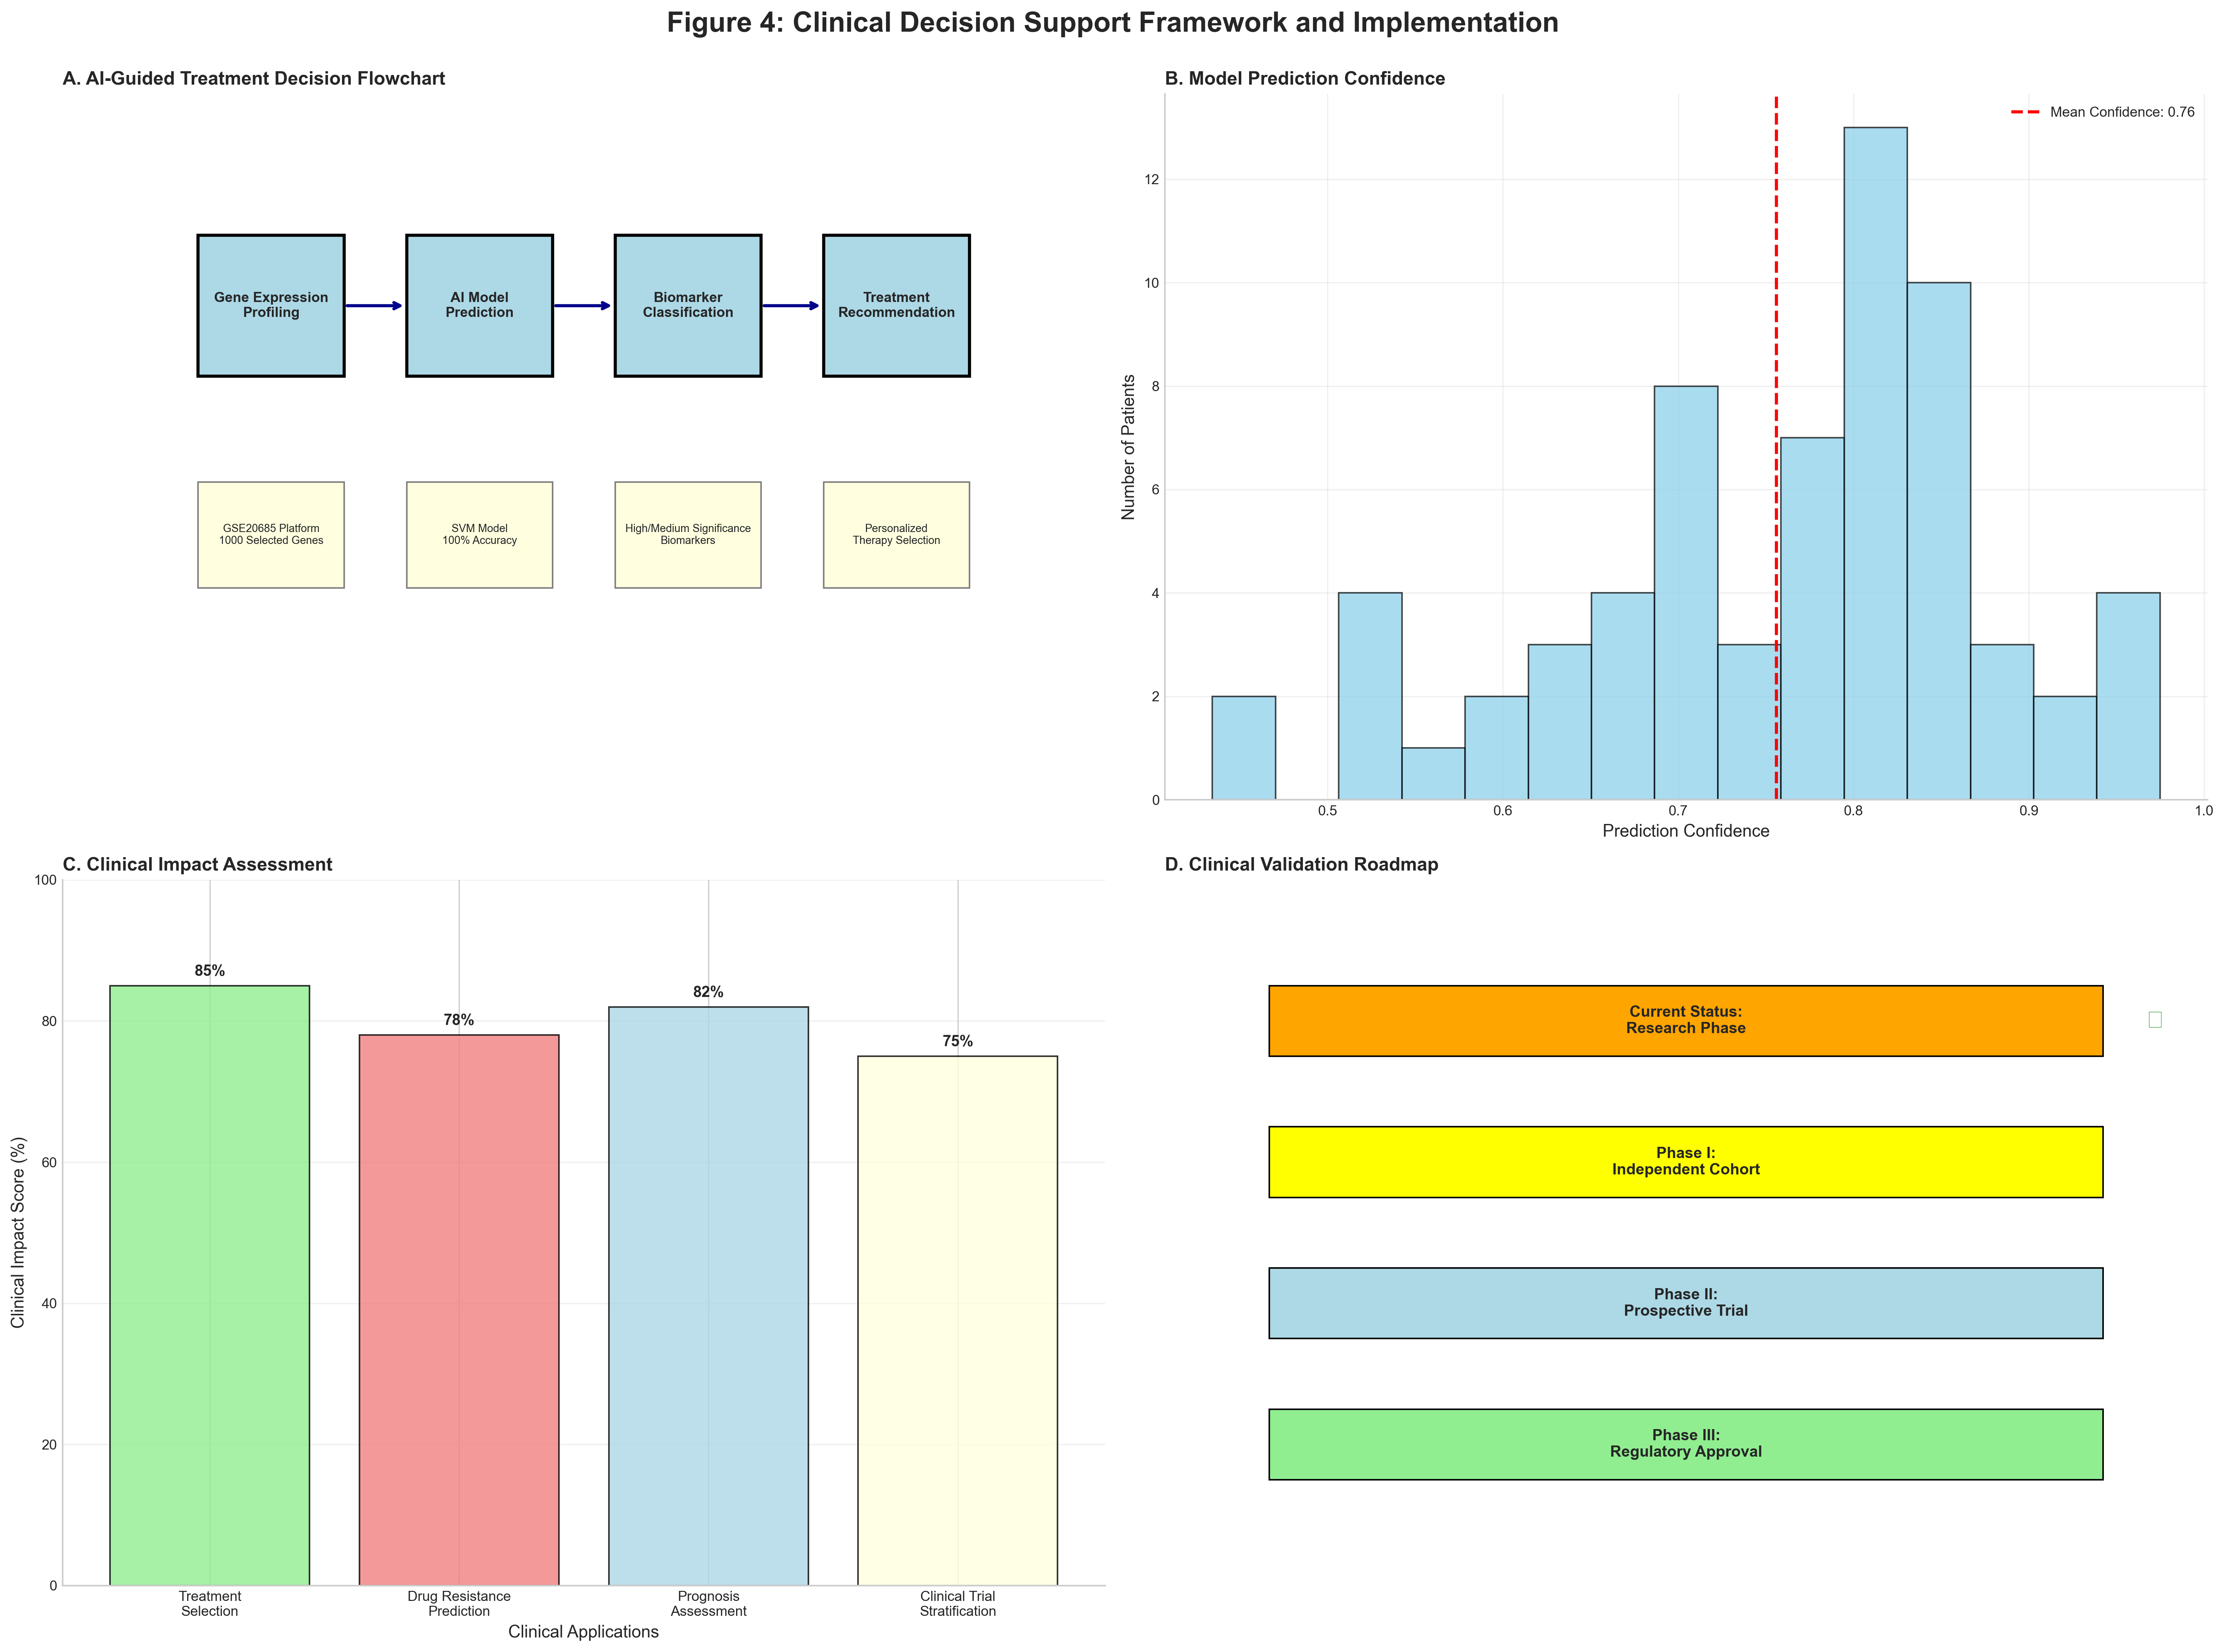 Figure 4: Clinical Decision Support Framework and Implementation
A. AI-Guided Treatment Decision Flowchart
Gene Expression
Profiling
AI Model
Prediction
Biomarker
Classification
Treatment
Recommendation
GSE20685 Platform
1000 Selected Genes
SVM Model
100% Accuracy
High/Medium Significance
Biomarkers
Personalized
Therapy Selection
B. Model Prediction Confidence
Mean Confidence: 0.76
Number of Patients
12
10
8
6
4
2
0
0.5
0.6
0.7
0.8
0.9
1.0
Prediction Confidence
C. Clinical Impact Assessment
Clinical Impact Score (%)
100
80
60
40
20
0
85%
78%
82%
75%
Treatment
Selection
Drug Resistance
Prediction
Prognosis
Assessment
Clinical Trial
Stratification
Clinical Applications
D. Clinical Validation Roadmap
Current Status:
Research Phase
Phase I:
Independent Cohort
Phase II:
Prospective Trial
Phase III:
Regulatory Approval